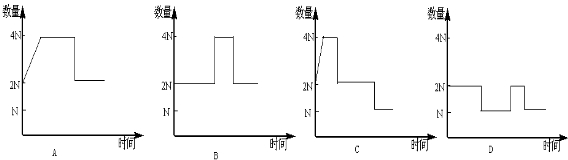 数量 数量 数量 数量
4N 4N 4N 4N
2N 2N 2N 2N
N N N N
时间 时间 时间 时间
A B C D